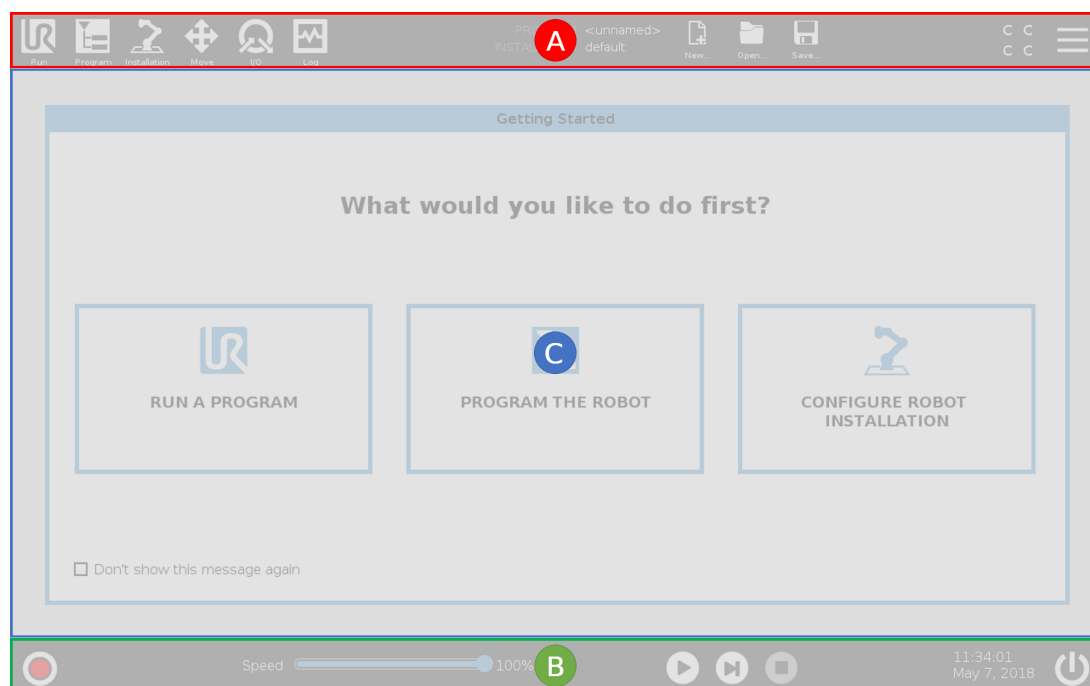 Run Program Installation Move I/O Log
PR A <unnamed>
INSTAL default
New... Open... Save...
C C
C C
Getting Started
What would you like to do first?
C
RUN A PROGRAM
PROGRAM THE ROBOT
CONFIGURE ROBOT
INSTALLATION
Don't show this message again
Speed 100% B
11:34:01
May 7, 2018